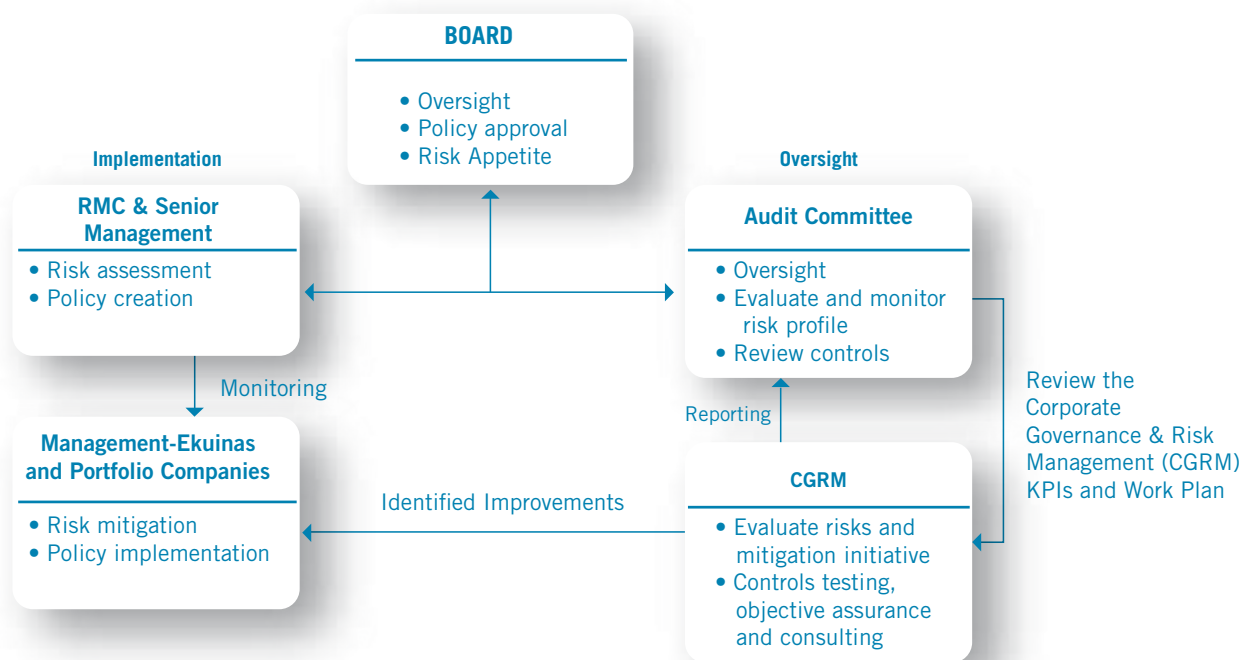 BOARD
• Oversight
• Policy approval
• Risk Appetite
Implementation
Oversight
RMC & Senior
Management
• Risk assessment
• Policy creation
Audit Committee
• Oversight
• Evaluate and monitor
risk profile
• Review controls
Monitoring
Reporting
Review the
Corporate
Governance & Risk
Management (CGRM)
KPIs and Work Plan
Management-Ekuinas
and Portfolio Companies
• Risk mitigation
• Policy implementation
Identified Improvements
CGRM
• Evaluate risks and
mitigation initiative
• Controls testing,
objective assurance
and consulting